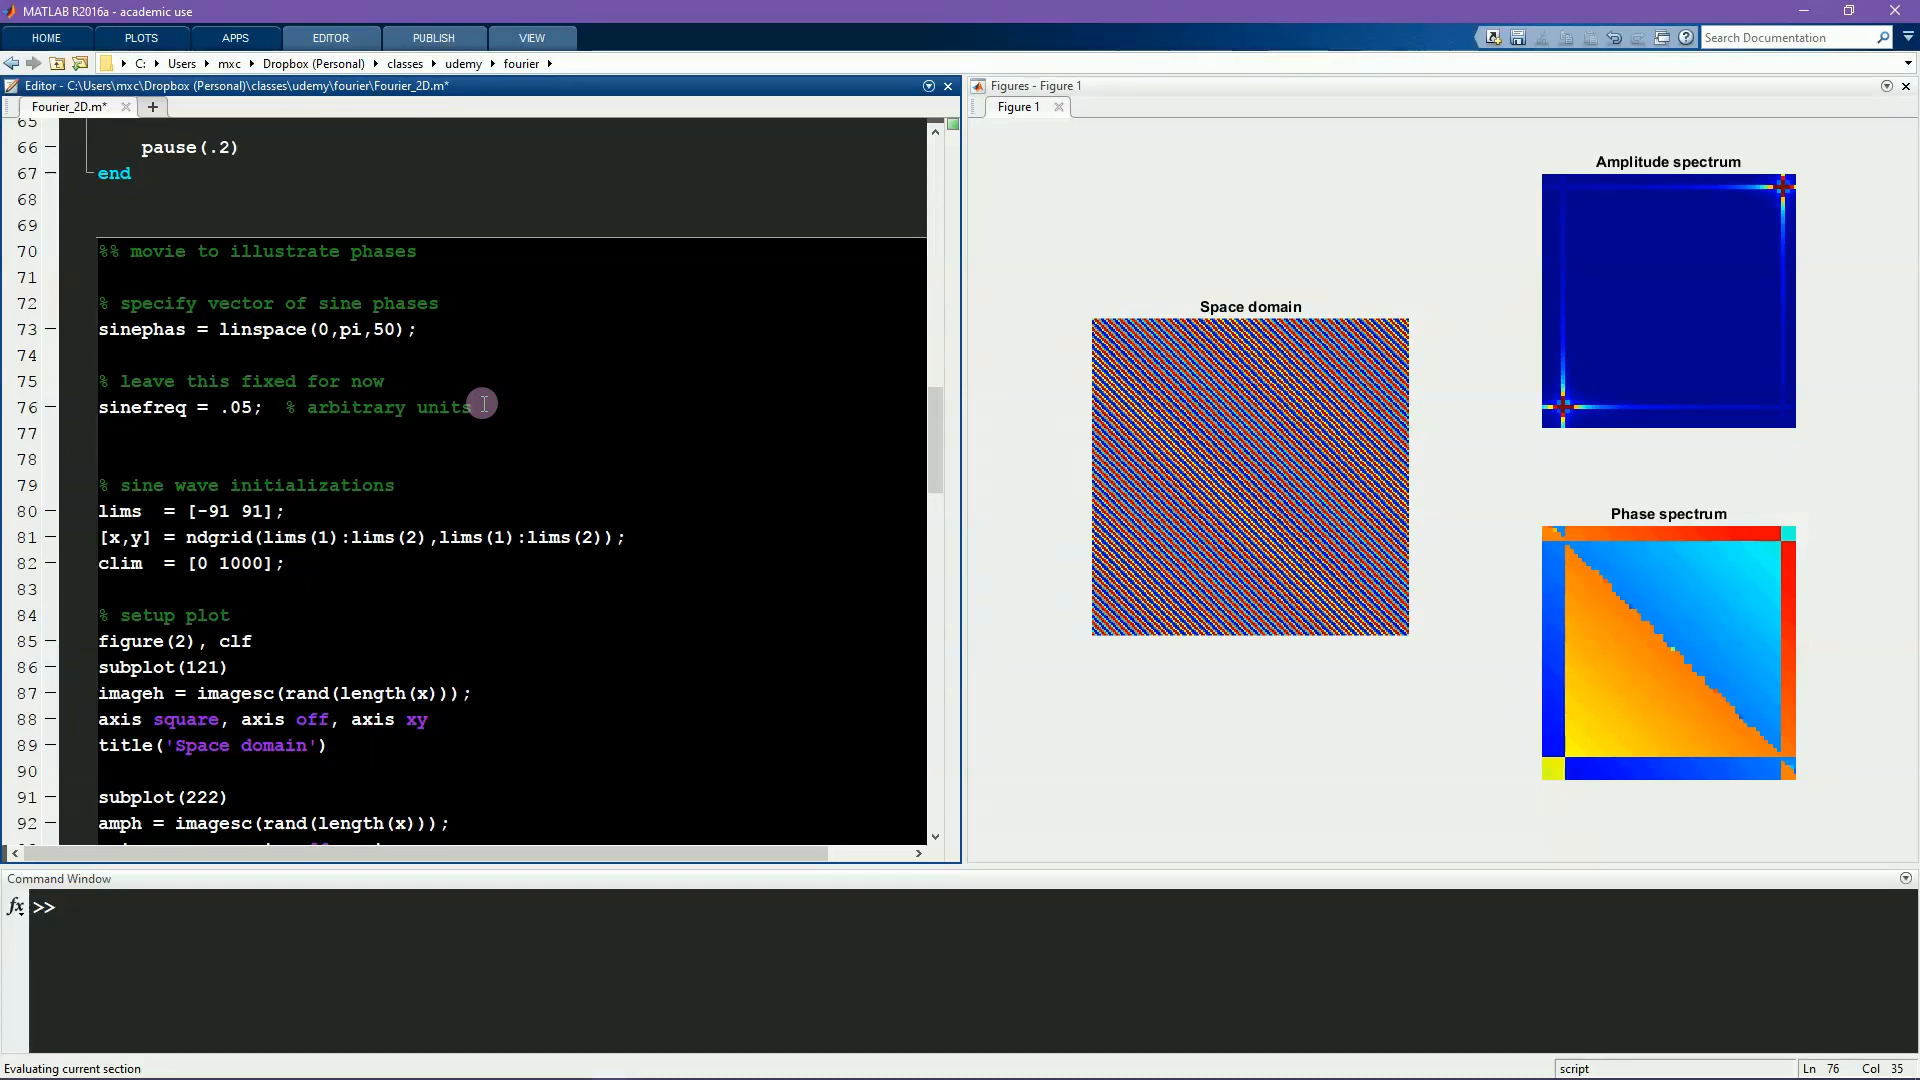 MATLAB R2016a - academic use
HOME PLOTS APPS EDITOR PUBLISH VIEW Search Documentation
C: Users mxc Dropbox (Personal) classes udemy fourier
Editor - C:\Users\mxc\Dropbox (Personal)\classes\udemy\fourier\Fourier_2D.m*
Fourier_2D.m*
65
66 pause(.2)
67 end
68
69
70 %% movie to illustrate phases
71
72 % specify vector of sine phases
73 sinephas = linspace(0,pi,50);
74
75 % leave this fixed for now
76 sinefreq = .05; % arbitrary units
77
78
79 % sine wave initializations
80 lims = [-91 91];
81 [x,y] = ndgrid(lims(1):lims(2),lims(1):lims(2));
82 clim = [0 1000];
83
84 % setup plot
85 figure(2), clf
86 subplot(121)
87 imageh = imagesc(rand(length(x)));
88 axis square, axis off, axis xy
89 title('Space domain')
90
91 subplot(222)
92 amph = imagesc(rand(length(x)));
Figures - Figure 1
Figure 1
Space domain
Amplitude spectrum
Phase spectrum
Command Window
fx >>
Evaluating current section
script
Ln 76 Col 35